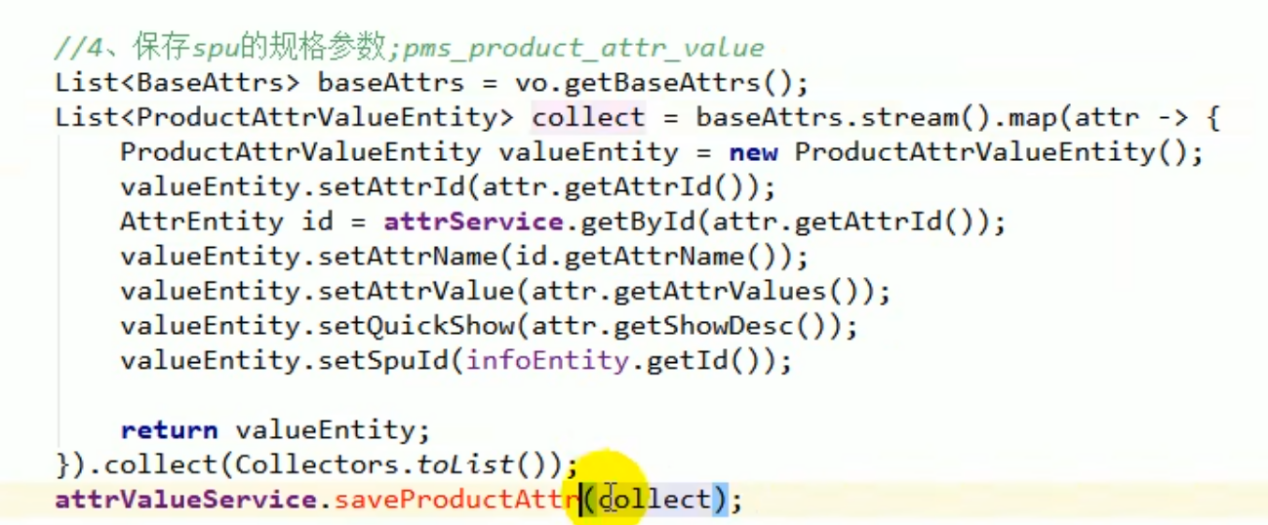 //4、保存spu的规格参数;pms_product_attr_value
List<BaseAttrs> baseAttrs = vo.getBaseAttrs();
List<ProductAttrValueEntity> collect = baseAttrs.stream().map(attr -> {
    ProductAttrValueEntity valueEntity = new ProductAttrValueEntity();
    valueEntity.setAttrId(attr.getAttrId());
    AttrEntity id = attrService.getById(attr.getAttrId());
    valueEntity.setAttrName(id.getAttrName());
    valueEntity.setAttrValue(attr.getAttrValues());
    valueEntity.setQuickShow(attr.getShowDesc());
    valueEntity.setSpuId(infoEntity.getId());
    return valueEntity;
}).collect(Collectors.toList());
attrValueService.saveProductAttr(collect);